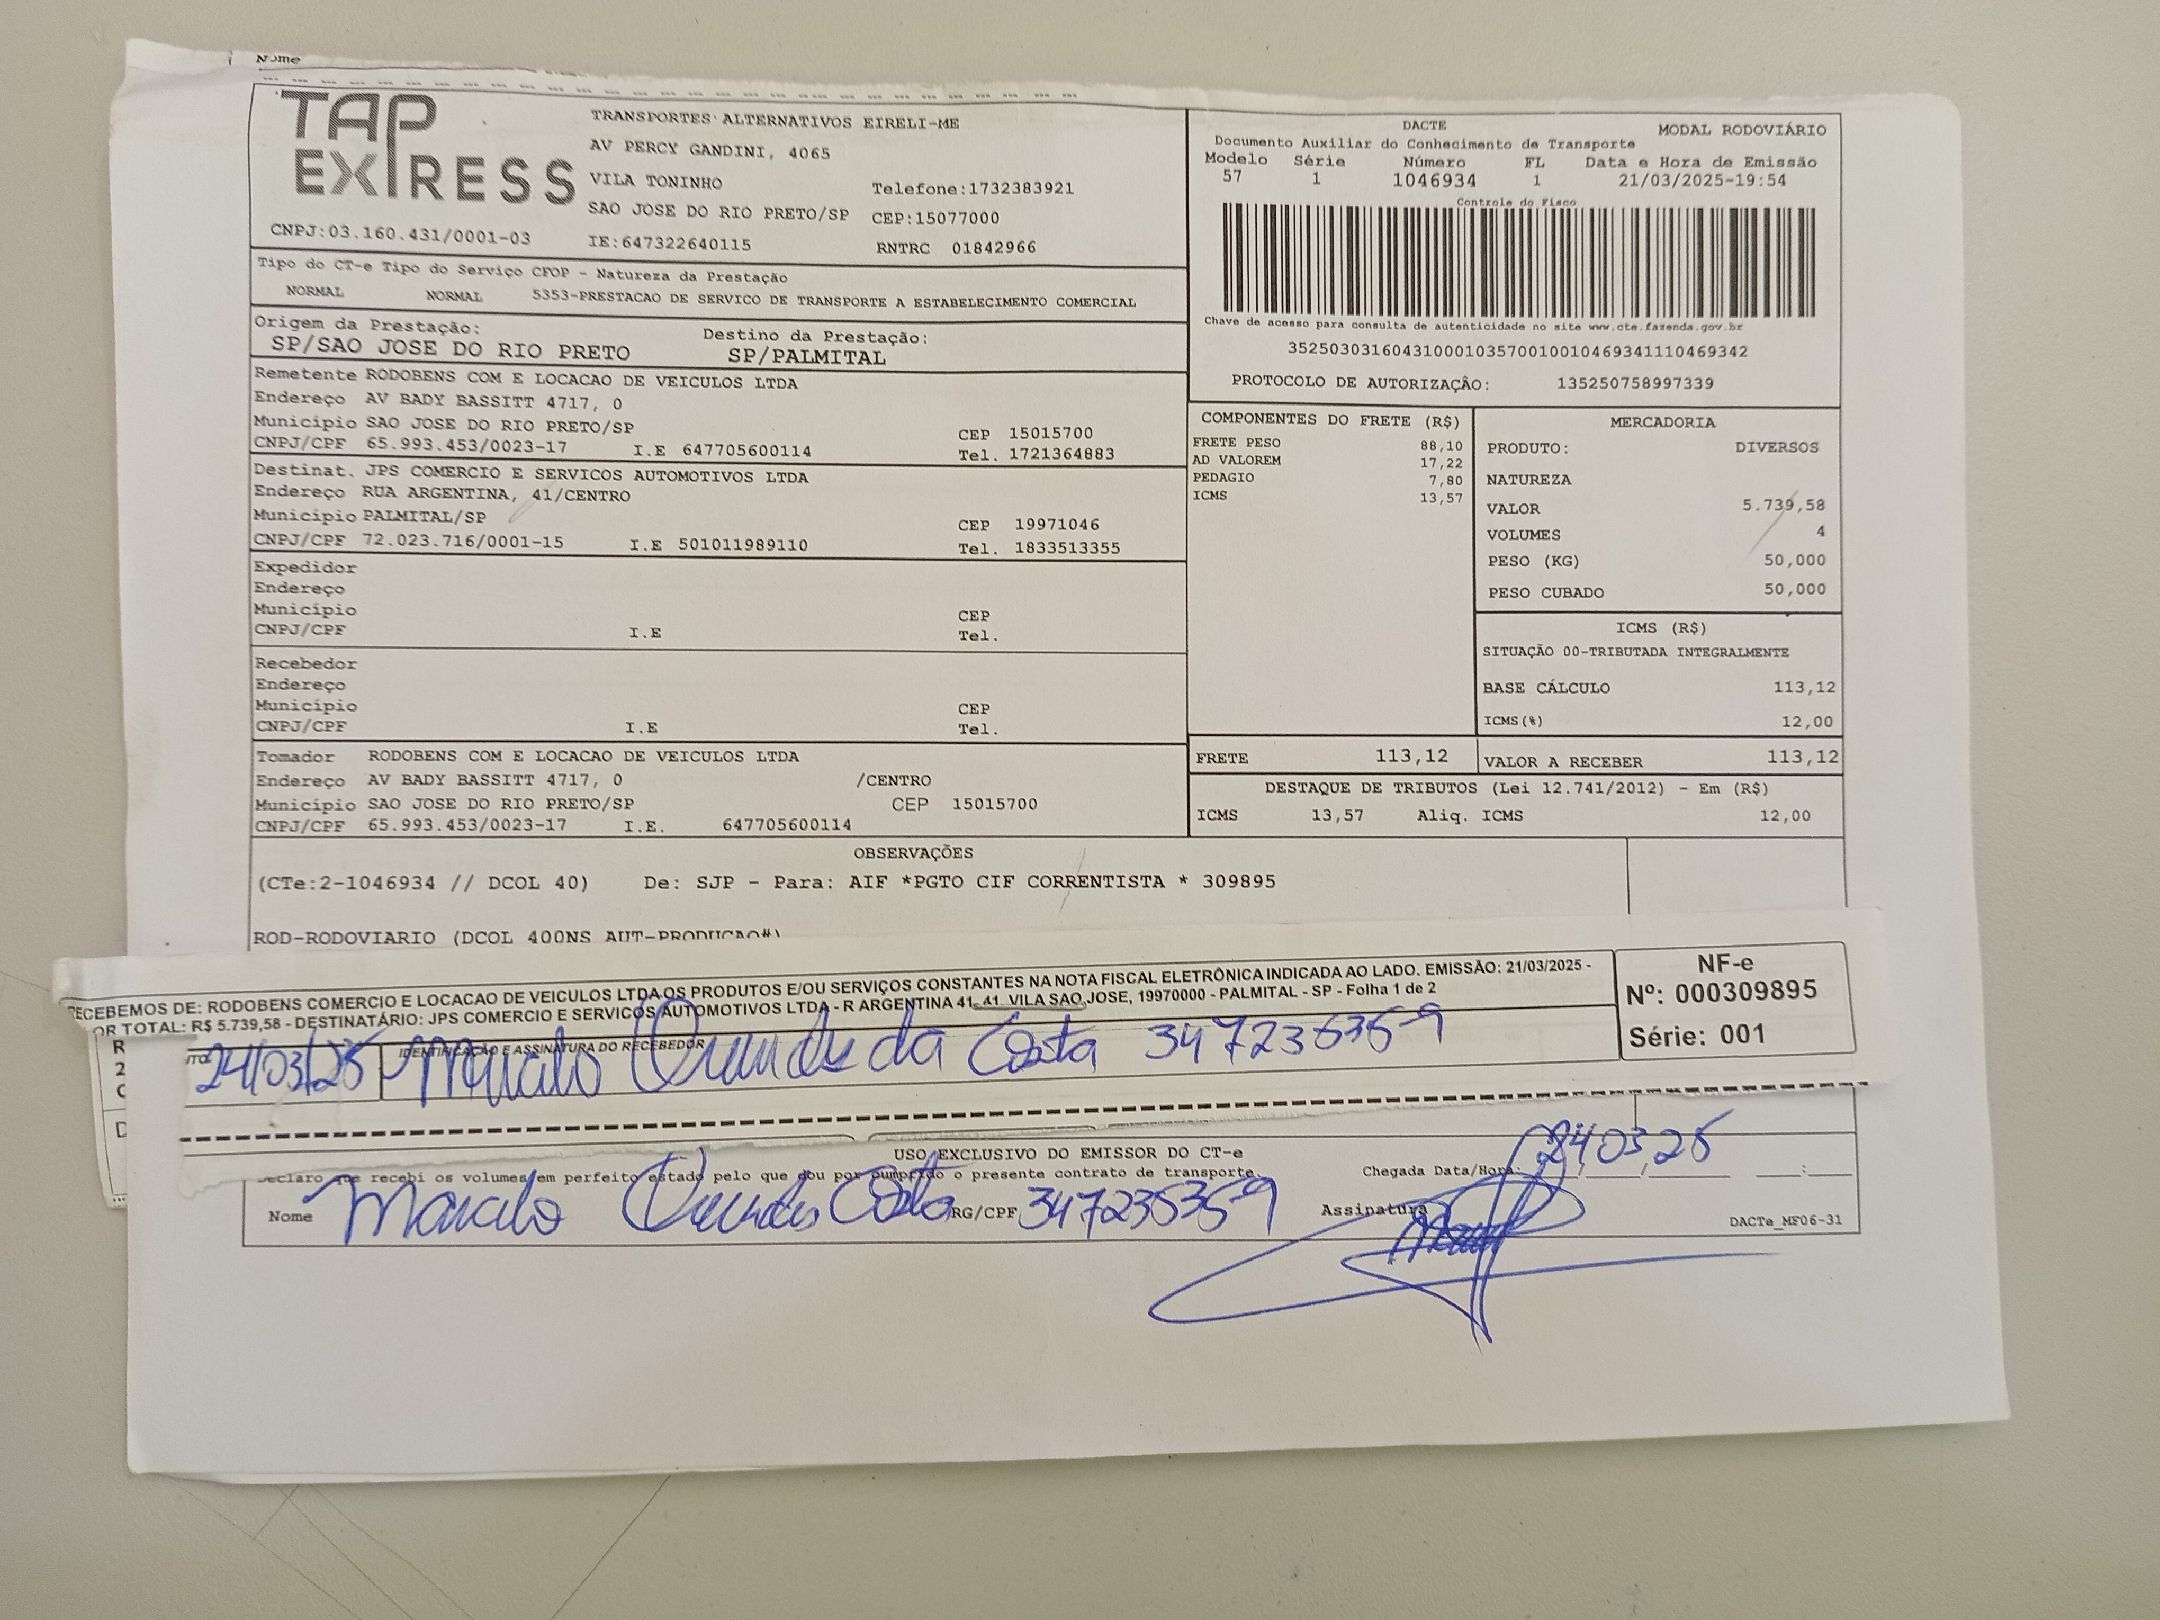 Nome
TAP EXPRESS
TRANSPORTES ALTERNATIVOS EIRELI-ME
AV PERCY GANDINI, 4065
VILA TONINHO Telefone:1732383921
SAO JOSE DO RIO PRETO/SP CEP:15077000
CNPJ:03.160.431/0001-03 IE:647322640115 RNTRC 01842966
DACTE MODAL RODOVIÁRIO
Documento Auxiliar do Conhecimento de Transporte
Modelo Série Número FL Data e Hora de Emissão
57 1 1046934 1 21/03/2025-19:54
Controle do Fisco
Chave de acesso para consulta de autenticidade no site www.cte.fazenda.gov.br
35250303160431000103570010010469341110469342
PROTOCOLO DE AUTORIZAÇÃO: 135250758997339
Tipo do CT-e Tipo do Serviço CFOP - Natureza da Prestação
NORMAL NORMAL 5353-PRESTACAO DE SERVICO DE TRANSPORTE A ESTABELECIMENTO COMERCIAL
Origem da Prestação: Destino da Prestação:
SP/SAO JOSE DO RIO PRETO SP/PALMITAL
Remetente RODOBENS COM E LOCACAO DE VEICULOS LTDA
Endereço AV BADY BASSITT 4717, 0
Município SAO JOSE DO RIO PRETO/SP CEP 15015700
CNPJ/CPF 65.993.453/0023-17 I.E 647705600114 Tel. 1721364883
Destinat. JPS COMERCIO E SERVICOS AUTOMOTIVOS LTDA
Endereço RUA ARGENTINA, 41/CENTRO
Município PALMITAL/SP CEP 19971046
CNPJ/CPF 72.023.716/0001-15 I.E 501011989110 Tel. 1833513355
Expedidor
Endereço
Município CEP
CNPJ/CPF I.E Tel.
Recebedor
Endereço
Município CEP
CNPJ/CPF I.E Tel.
Tomador RODOBENS COM E LOCACAO DE VEICULOS LTDA
Endereço AV BADY BASSITT 4717, 0 /CENTRO
Município SAO JOSE DO RIO PRETO/SP CEP 15015700
CNPJ/CPF 65.993.453/0023-17 I.E. 647705600114
COMPONENTES DO FRETE (R$)
FRETE PESO 88,10
AD VALOREM 17,22
PEDAGIO 7,80
ICMS 13,57
MERCADORIA
PRODUTO: DIVERSOS
NATUREZA
VALOR 5.739,58
VOLUMES 4
PESO (KG) 50,000
PESO CUBADO 50,000
ICMS (R$)
SITUAÇÃO 00-TRIBUTADA INTEGRALMENTE
BASE CÁLCULO 113,12
ICMS(%) 12,00
FRETE 113,12 VALOR A RECEBER 113,12
DESTAQUE DE TRIBUTOS (Lei 12.741/2012) - Em (R$)
ICMS 13,57 Aliq. ICMS 12,00
OBSERVAÇÕES
(CTe:2-1046934 // DCOL 40) De: SJP - Para: AIF *PGTO CIF CORRENTISTA * 309895
ROD-RODOVIARIO (DCOL 400NS AUT-PRODUCAO#)
RECEBEMOS DE: RODOBENS COMERCIO E LOCACAO DE VEICULOS LTDA OS PRODUTOS E/OU SERVIÇOS CONSTANTES NA NOTA FISCAL ELETRÔNICA INDICADA AO LADO. EMISSÃO: 21/03/2025 -
OR TOTAL: R$ 5.739,58 - DESTINATÁRIO: JPS COMERCIO E SERVICOS AUTOMOTIVOS LTDA - R ARGENTINA 41, 41, VILA SAO JOSE, 19970000 - PALMITAL - SP - Folha 1 de 2
NF-e
Nº: 000309895
Série: 001
IDENTIFICAÇÃO E ASSINATURA DO RECEBEDOR
24/03/25 da Costa 347235359
USO EXCLUSIVO DO EMISSOR DO CT-e
Declaro que recebi os volumes em perfeito estado pelo que dou por cumprido o presente contrato de transporte. Chegada Data/Hora: 24,03,25
Nome Costa RG/CPF 347235359 Assinatura
DACTe_MF06-31